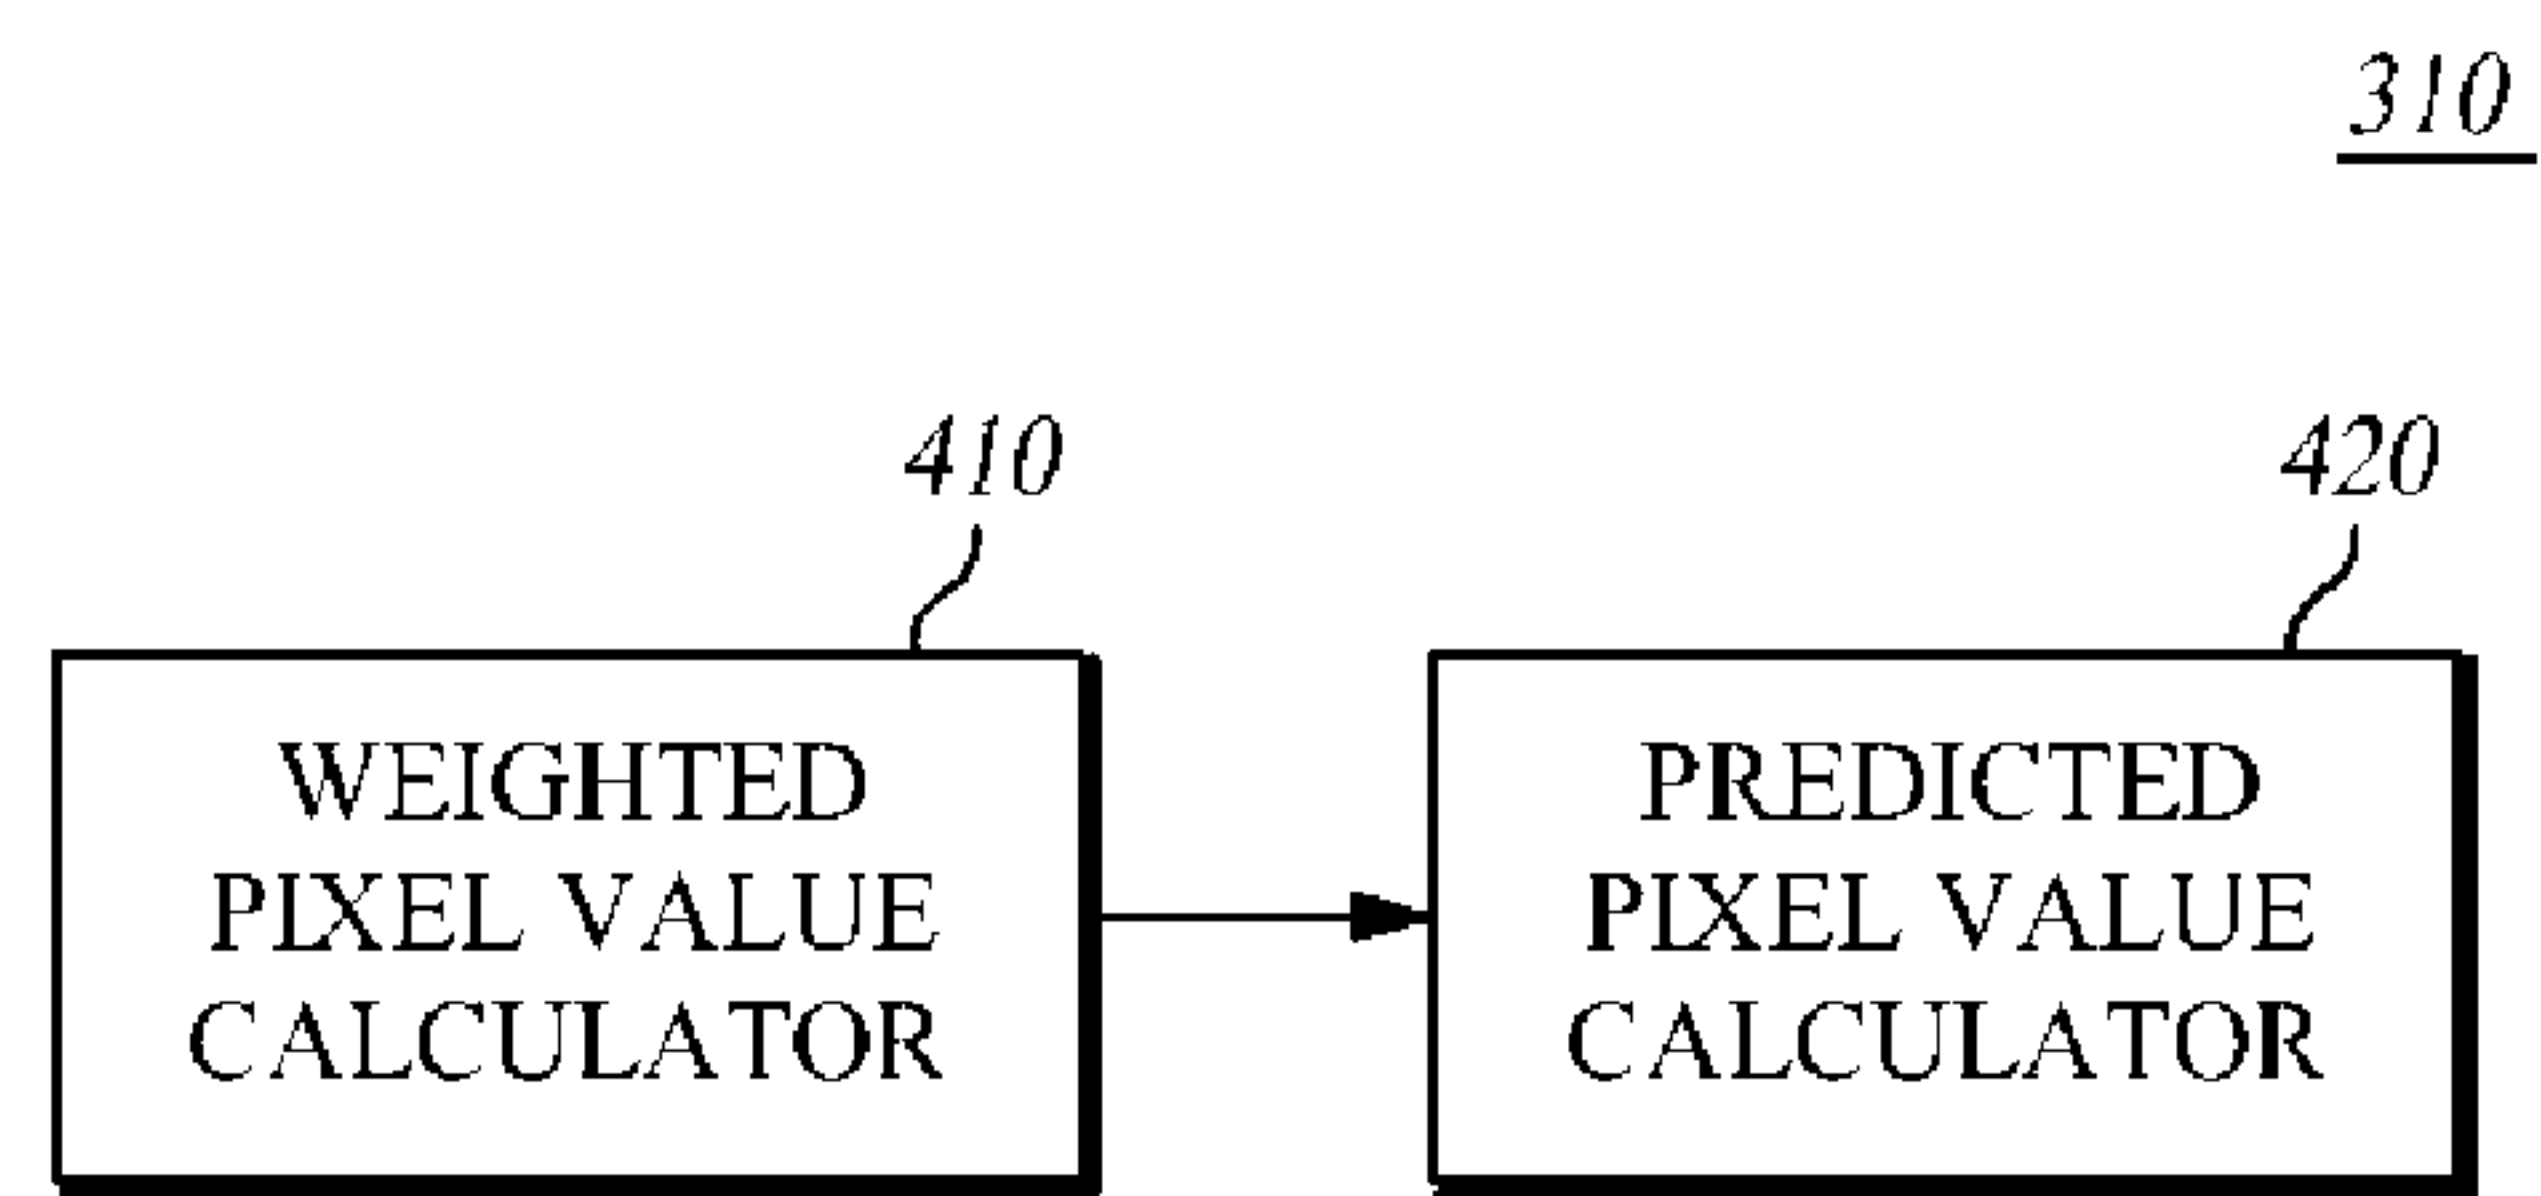 310
410
420
WEIGHTED
PIXEL VALUE
CALCULATOR
PREDICTED
PIXEL VALUE
CALCULATOR